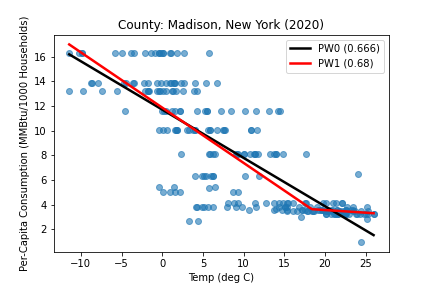 County: Madison, New York (2020)
Per-Capita Consumption (MMBtu/1000 Households)
16
14
12
10
8
6
4
2
PW0 (0.666)
PW1 (0.68)
−10 −5 0 5 10 15 20 25
Temp (deg C)